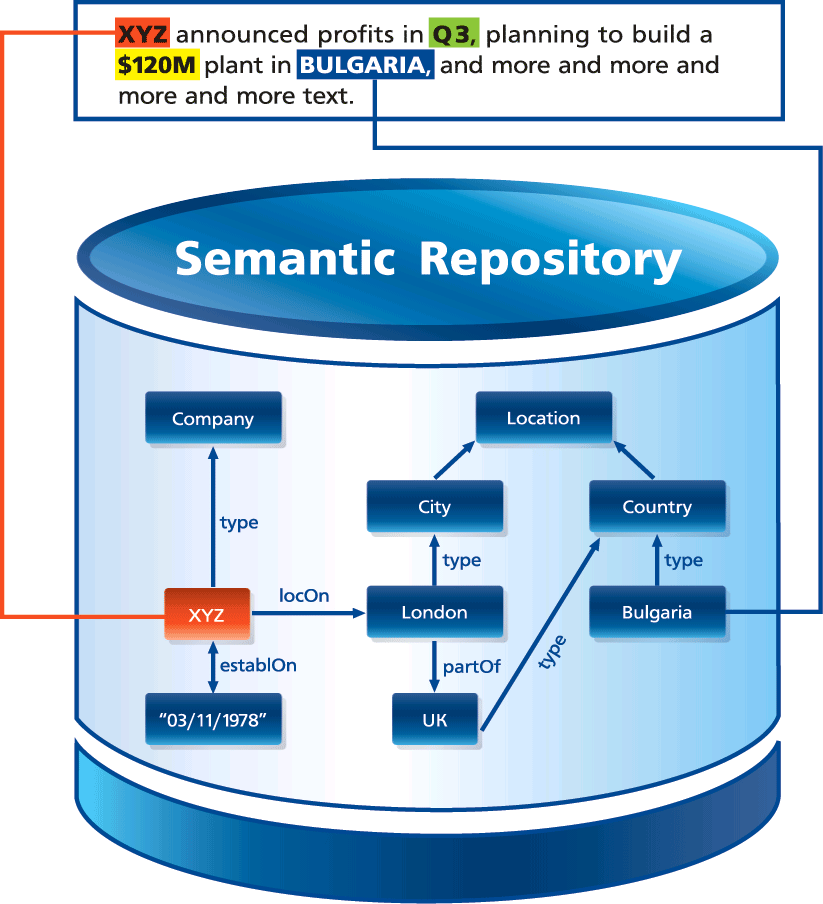 XYZ announced profits in Q3, planning to build a
$120M plant in BULGARIA, and more and more and
more and more text.
Semantic Repository
Company
Location
City
Country
type
type
type
locOn
XYZ
London
Bulgaria
establOn
partOf
type
“03/11/1978”
UK